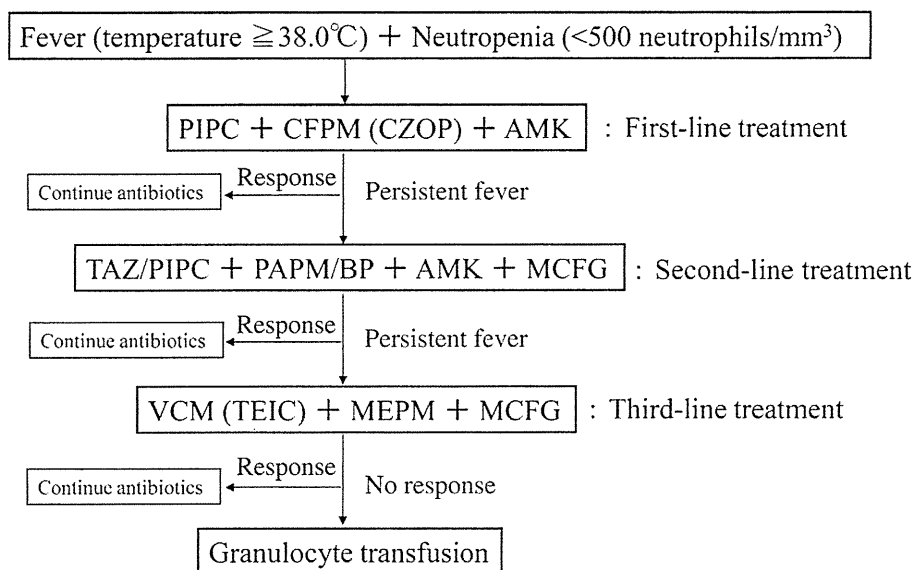 Fever (temperature ≧38.0℃) + Neutropenia (<500 neutrophils/mm³)
PIPC + CFPM (CZOP) + AMK : First-line treatment
Continue antibiotics Response Persistent fever
TAZ/PIPC + PAPM/BP + AMK + MCFG : Second-line treatment
Continue antibiotics Response Persistent fever
VCM (TEIC) + MEPM + MCFG : Third-line treatment
Continue antibiotics Response No response
Granulocyte transfusion